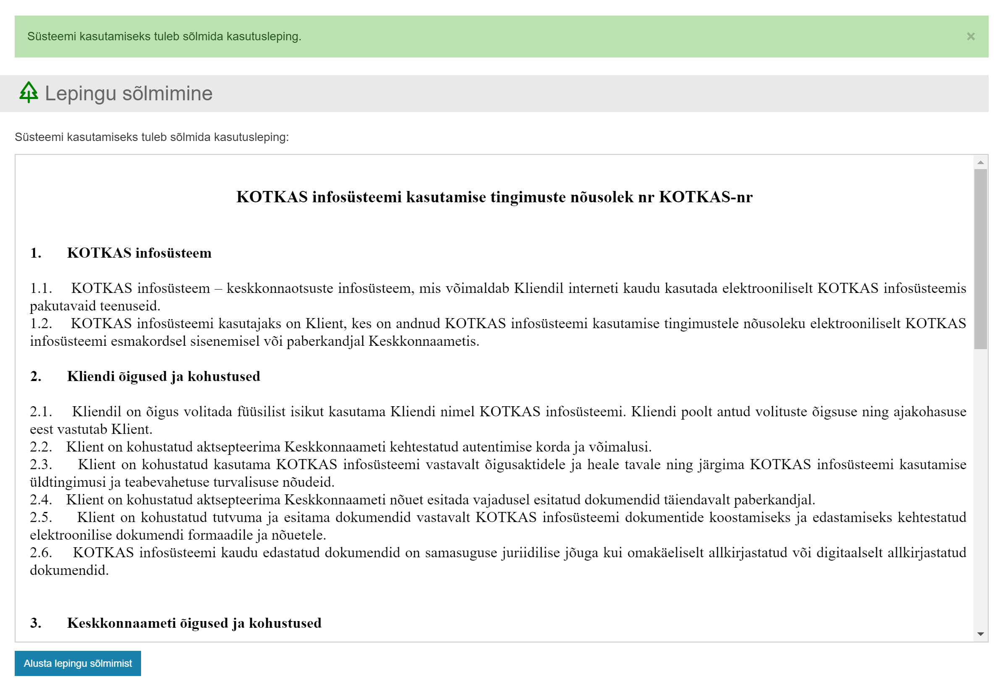 Süsteemi kasutamiseks tuleb sõlmida kasutusleping.
×
Lepingu sõlmimine
Süsteemi kasutamiseks tuleb sõlmida kasutusleping:
KOTKAS infosüsteemi kasutamise tingimuste nõusolek nr KOTKAS-nr
1. KOTKAS infosüsteem
1.1. KOTKAS infosüsteem – keskkonnaotsuste infosüsteem, mis võimaldab Kliendil interneti kaudu kasutada elektrooniliselt KOTKAS infosüsteemis
pakutavaid teenuseid.
1.2. KOTKAS infosüsteemi kasutajaks on Klient, kes on andnud KOTKAS infosüsteemi kasutamise tingimustele nõusoleku elektrooniliselt KOTKAS
infosüsteemi esmakordsel sisenemisel või paberkandjal Keskkonnaametis.
2. Kliendi õigused ja kohustused
2.1. Kliendil on õigus volitada füüsilist isikut kasutama Kliendi nimel KOTKAS infosüsteemi. Kliendi poolt antud volituste õigsuse ning ajakohasuse
eest vastutab Klient.
2.2. Klient on kohustatud aktsepteerima Keskkonnaameti kehtestatud autentimise korda ja võimalusi.
2.3. Klient on kohustatud kasutama KOTKAS infosüsteemi vastavalt õigusaktidele ja heale tavale ning järgima KOTKAS infosüsteemi kasutamise
üldtingimusi ja teabevahetuse turvalisuse nõudeid.
2.4. Klient on kohustatud aktsepteerima Keskkonnaameti nõuet esitada vajadusel esitatud dokumendid täiendavalt paberkandjal.
2.5. Klient on kohustatud tutvuma ja esitama dokumendid vastavalt KOTKAS infosüsteemi dokumentide koostamiseks ja edastamiseks kehtestatud
elektroonilise dokumendi formaadile ja nõuetele.
2.6. KOTKAS infosüsteemi kaudu edastatud dokumendid on samasuguse juriidilise jõuga kui omakäeliselt allkirjastatud või digitaalselt allkirjastatud
dokumendid.
3. Keskkonnaameti õigused ja kohustused
Alusta lepingu sõlmimist